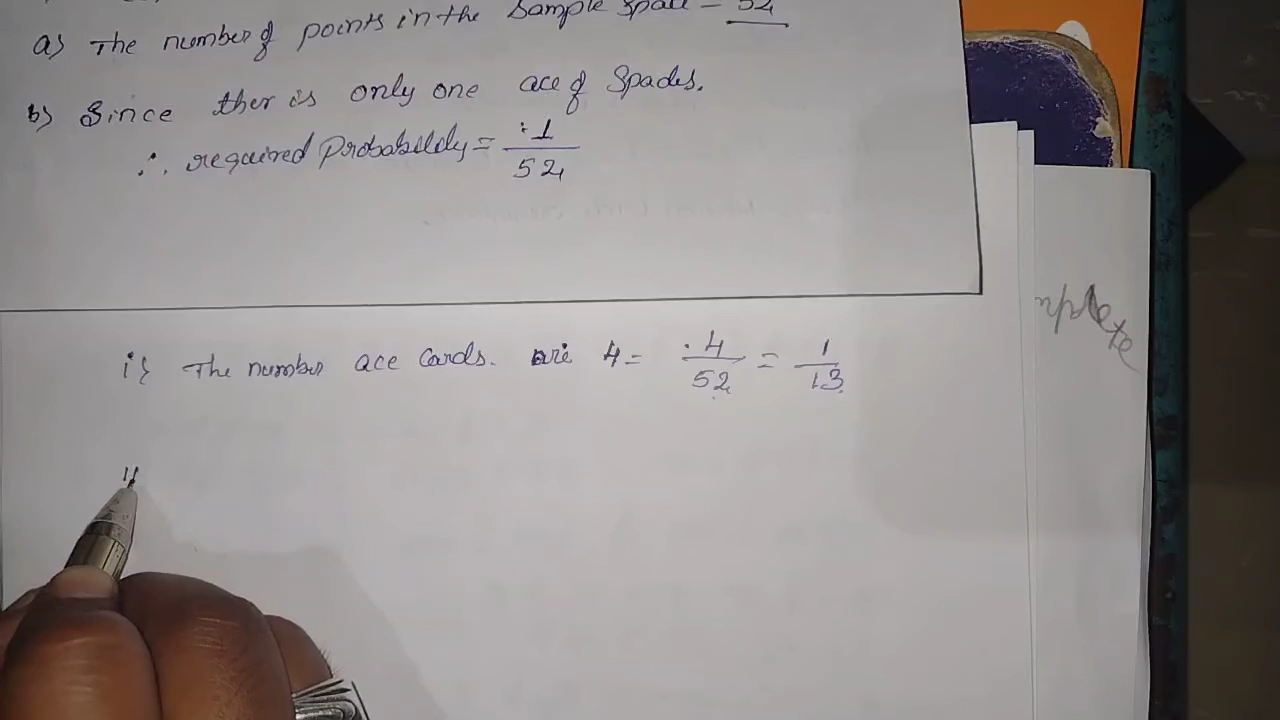 a) The number of points in the Sample Space = 52
b) Since ther is only one ace of Spades.
∴ required Probability = 1/52
i) The number ace Cards. are 4 = 4/52 = 1/13
ii